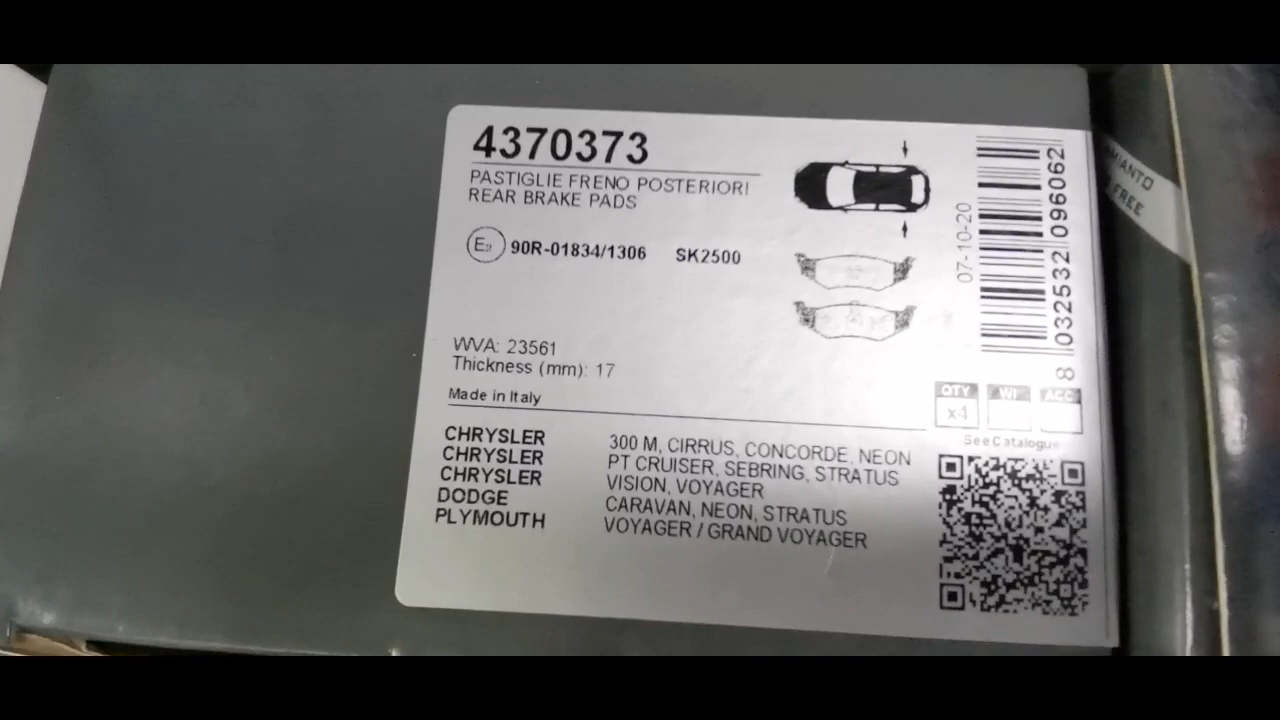 4370373
PASTIGLIE FRENO POSTERIORI
REAR BRAKE PADS
E9 90R-01834/1306 SK2500
WVA: 23561
Thickness (mm): 17
Made in Italy
CHRYSLER 300 M, CIRRUS, CONCORDE, NEON
CHRYSLER PT CRUISER, SEBRING, STRATUS
CHRYSLER VISION, VOYAGER
DODGE CARAVAN, NEON, STRATUS
PLYMOUTH VOYAGER / GRAND VOYAGER
07-10-20
8 032532 096062
QTY WI ACC
x4
See Catalogue
AMIANTO
FREE